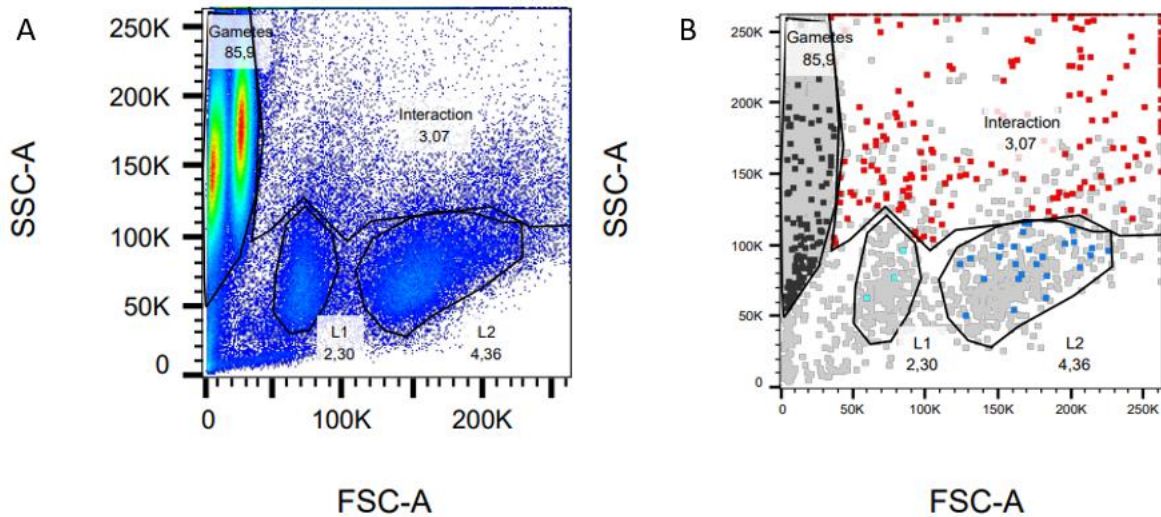 A
SSC-A
250K
200K
150K
100K
50K
0
Gametes
85,9
Interaction
3,07
L1
2,30
L2
4,36
0
100K
200K
FSC-A
B
SSC-A
250K
200K
150K
100K
50K
0
Gametes
85,9
Interaction
3,07
L1
2,30
L2
4,36
0
50K
100K
150K
200K
250K
FSC-A